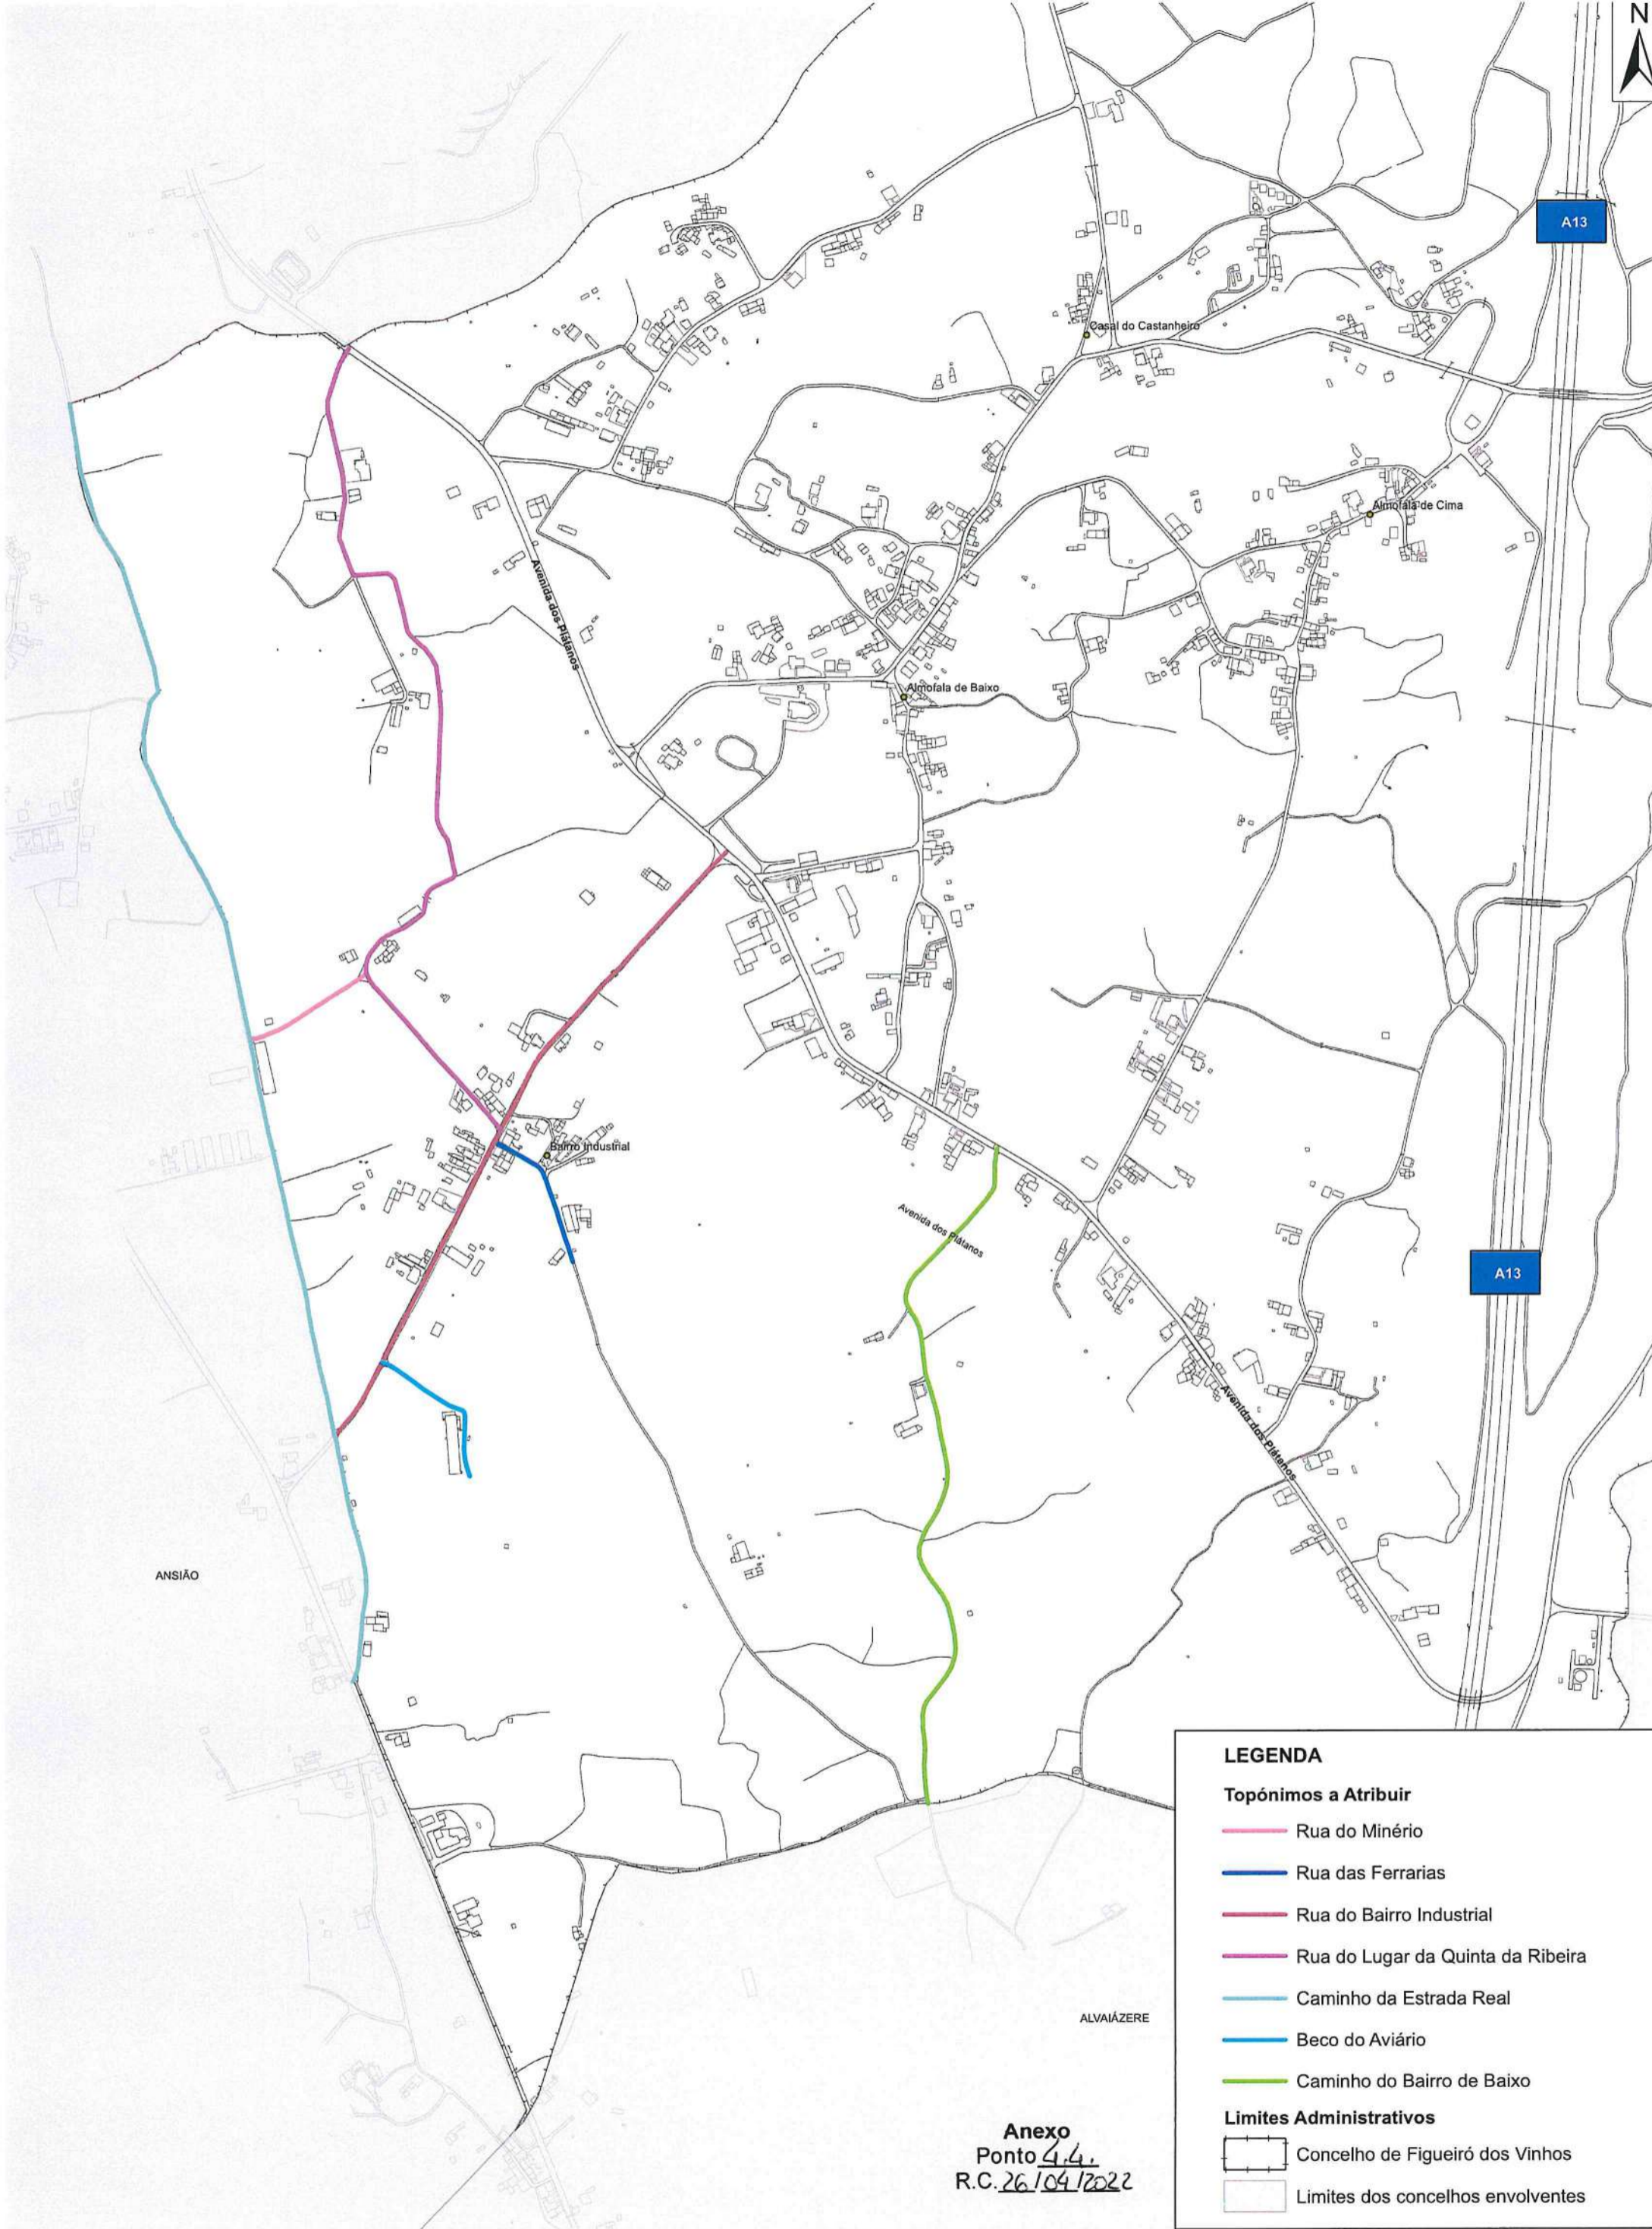 N
A13
Casal do Castanheiro
Almofala de Cima
Avenida dos Plátanos
Almofala de Baixo
Bairro Industrial
Avenida dos Plátanos
A13
Avenida dos Plátanos
ANSIÃO
ALVAIÁZERE
LEGENDA
Topónimos a Atribuir
Rua do Minério
Rua das Ferrarias
Rua do Bairro Industrial
Rua do Lugar da Quinta da Ribeira
Caminho da Estrada Real
Beco do Aviário
Caminho do Bairro de Baixo
Limites Administrativos
Concelho de Figueiró dos Vinhos
Limites dos concelhos envolventes
Anexo
Ponto 4.4.
R.C. 26/04/2022